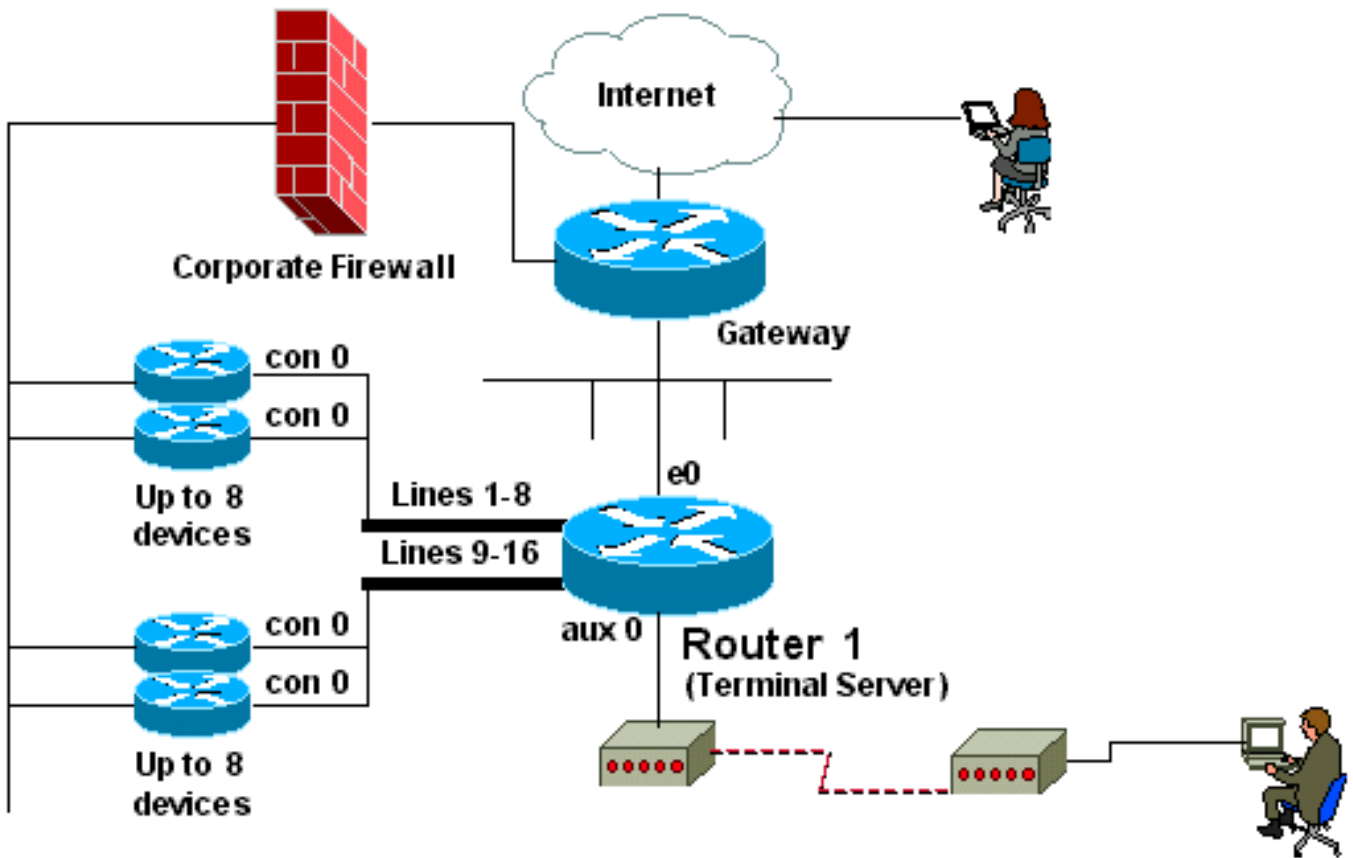 Internet
Corporate Firewall
Gateway
con 0
con 0
Up to 8
devices
e0
Lines 1-8
Lines 9-16
con 0
con 0
aux 0
Router 1
(Terminal Server)
Up to 8
devices